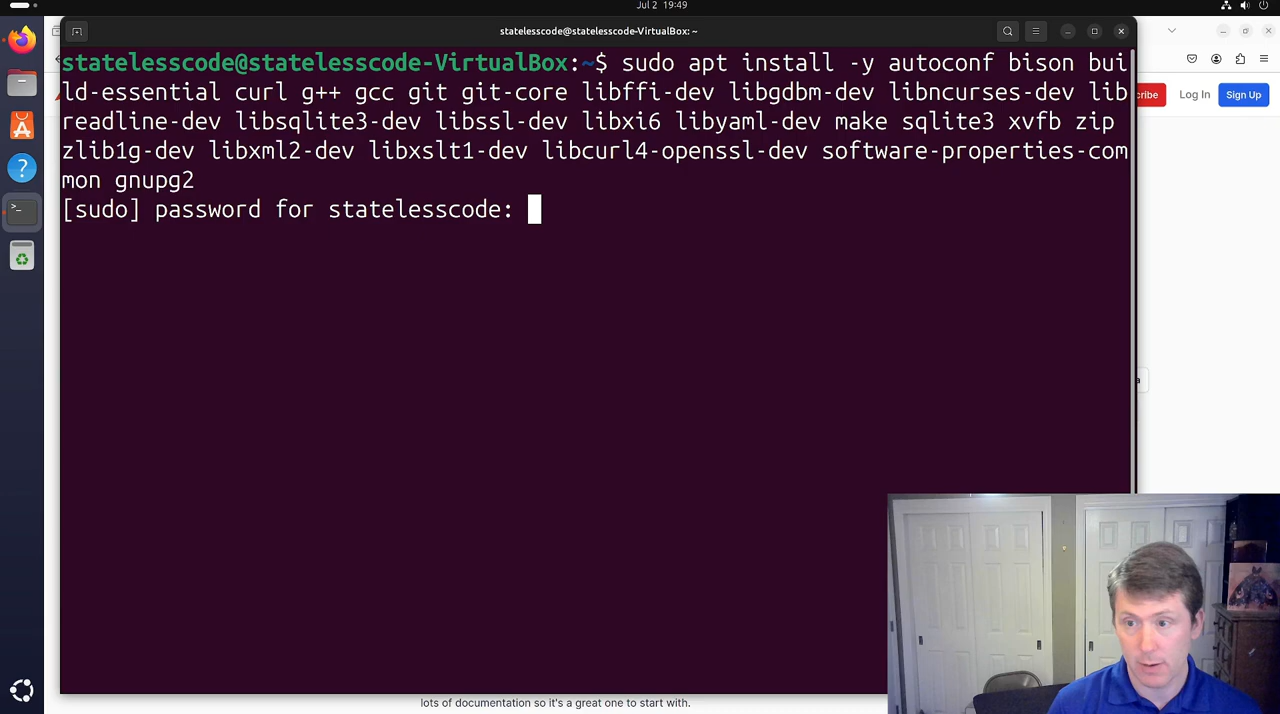 Jul 2 19:49
statelesscode@statelesscode-VirtualBox: ~
statelesscode@statelesscode-VirtualBox:~$ sudo apt install -y autoconf bison bui
ld-essential curl g++ gcc git git-core libffi-dev libgdbm-dev libncurses-dev lib
readline-dev libsqlite3-dev libssl-dev libxi6 libyaml-dev make sqlite3 xvfb zip
zlib1g-dev libxml2-dev libxslt1-dev libcurl4-openssl-dev software-properties-com
mon gnupg2
[sudo] password for statelesscode:
cribe
Log In
Sign Up
a
lots of documentation so it's a great one to start with.